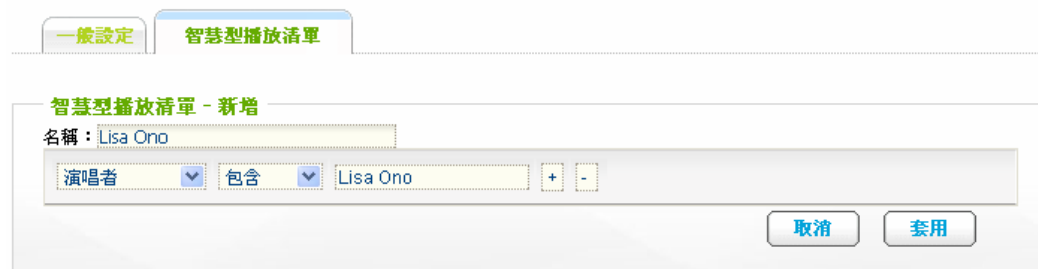 一般設定 智慧型播放清單
智慧型播放清單 - 新增
名稱：Lisa Ono
演唱者 包含 Lisa Ono + -
取消 套用